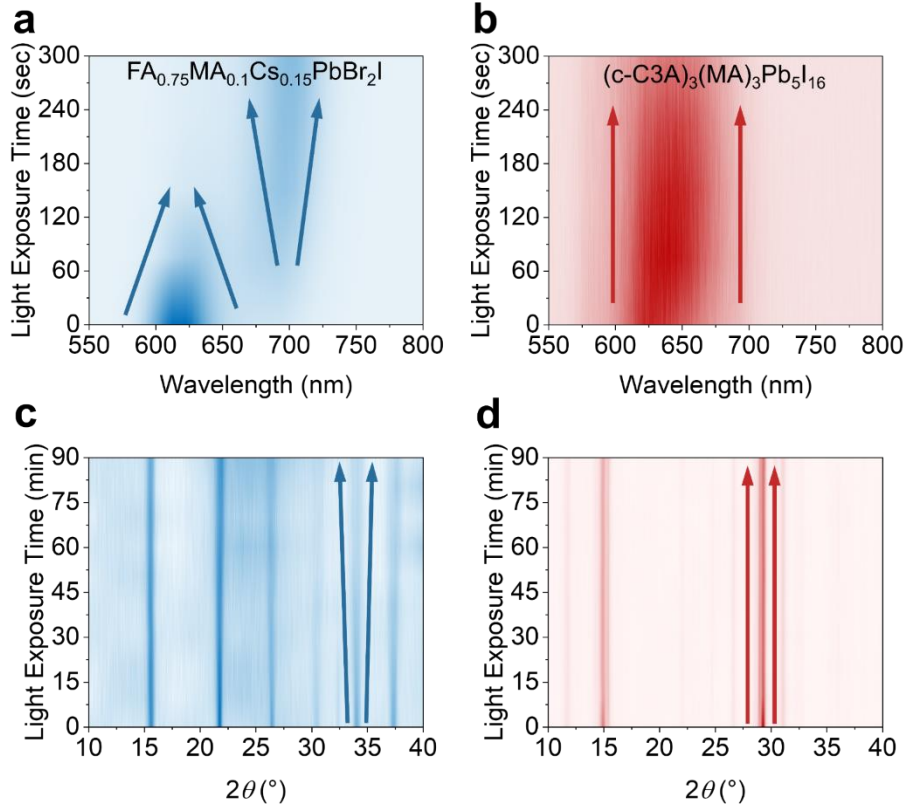 a
FA₀.₇₅MA₀.₁Cs₀.₁₅PbBr₂I
Light Exposure Time (sec)
300
240
180
120
60
0
550 600 650 700 750 800
Wavelength (nm)
b
(c-C3A)₃(MA)₃Pb₅I₁₆
Light Exposure Time (sec)
300
240
180
120
60
0
550 600 650 700 750 800
Wavelength (nm)
c
Light Exposure Time (min)
90
75
60
45
30
15
0
10 15 20 25 30 35 40
2θ (°)
d
Light Exposure Time (min)
90
75
60
45
30
15
0
10 15 20 25 30 35 40
2θ (°)